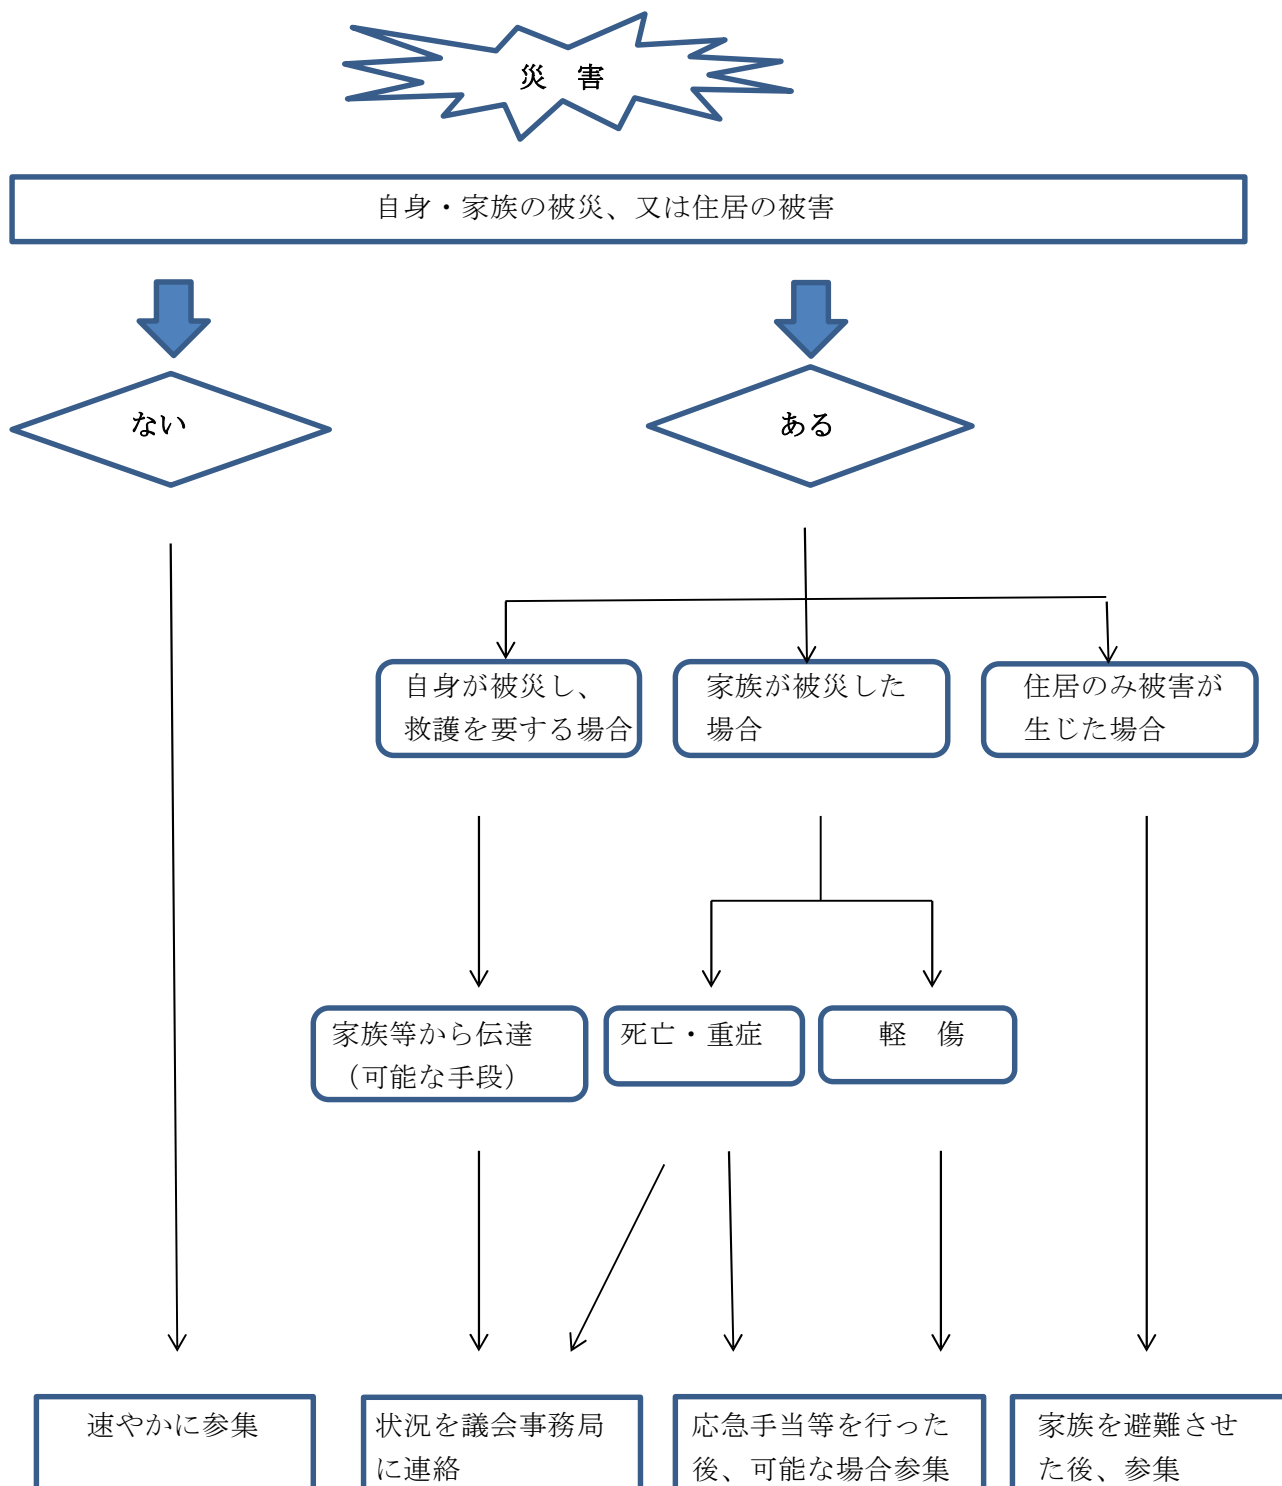 災　害
自身・家族の被災、又は住居の被害
ない
ある
自身が被災し、
救護を要する場合
家族が被災した
場合
住居のみ被害が
生じた場合
家族等から伝達
（可能な手段）
死亡・重症
軽　傷
速やかに参集
状況を議会事務局
に連絡
応急手当等を行った
後、可能な場合参集
家族を避難させ
た後、参集